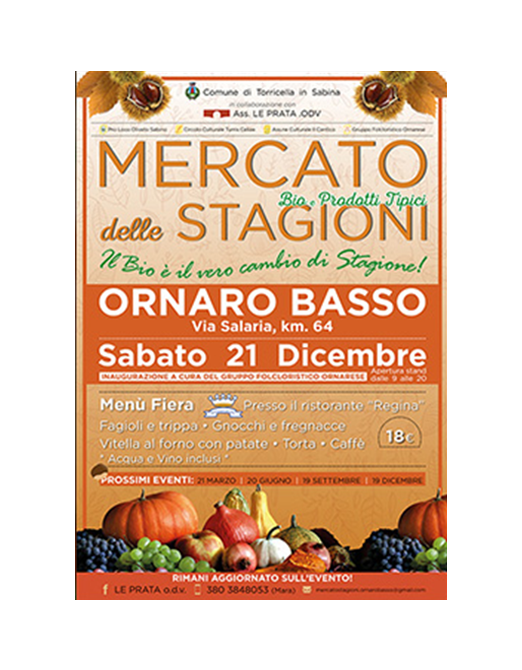 Comune di Torricella in Sabina
in collaborazione con
Ass. LE PRATA .ODV
Pro Loco Oliveto Sabino | Circolo Culturale Turno Cellae | Ass.ne Culturale Il Cardico | Gruppo Folcloristico Ornarese
MERCATO
Bio e Prodotti Tipici
delle STAGIONI
Il Bio è il vero cambio di Stagione!
ORNARO BASSO
Via Salaria, km. 64
Sabato 21 Dicembre
INAUGURAZIONE A CURA DEL GRUPPO FOLCLORISTICO ORNARESE
Apertura stand
dalle 9 alle 20
Menù Fiera Presso il ristorante "Regina"
Fagioli e trippa • Gnocchi e fregnacce
Vitella al forno con patate • Torta • Caffè
* Acqua e Vino inclusi *
18€
PROSSIMI EVENTI: 21 MARZO | 20 GIUGNO | 19 SETTEMBRE | 19 DICEMBRE
RIMANI AGGIORNATO SULL'EVENTO!
LE PRATA o.d.v. 380 3848053 (Mara) mercatostagioni.ornarobasso@gmail.com